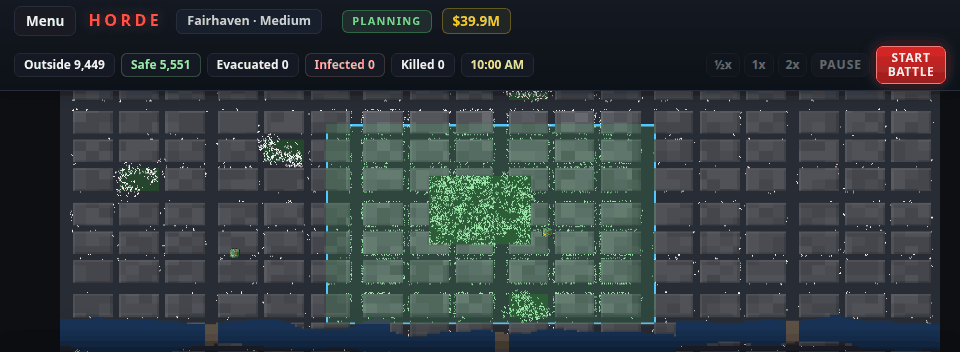 Menu HORDE Fairhaven · Medium PLANNING $39.9M
Outside 9,449 Safe 5,551 Evacuated 0 Infected 0 Killed 0 10:00 AM ½x 1x 2x PAUSE START
BATTLE